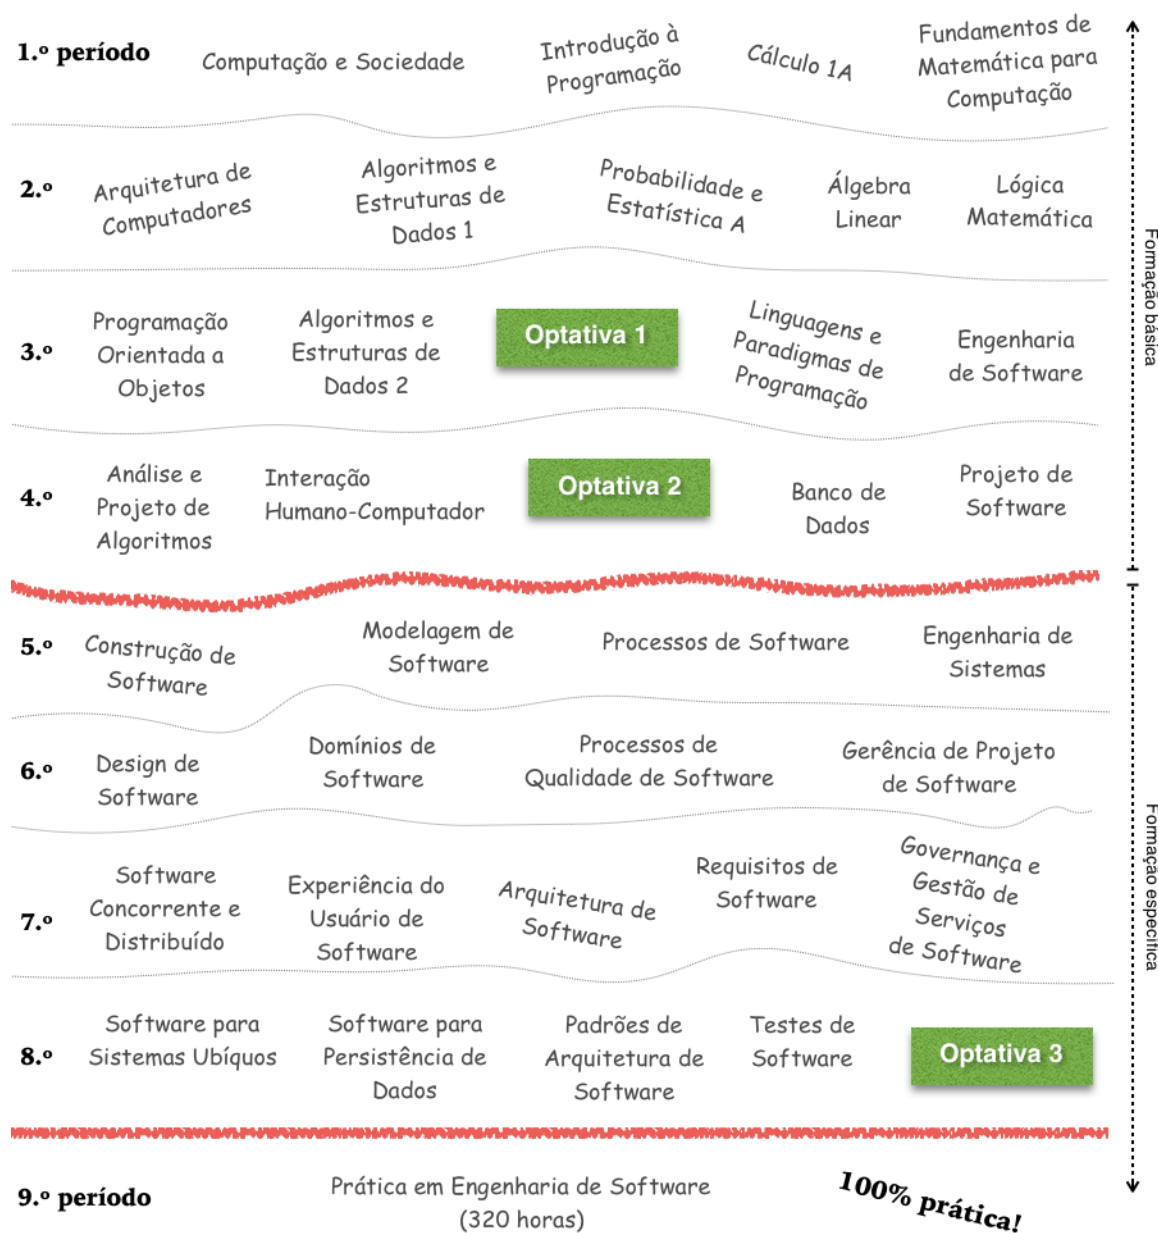 1.º período
Computação e Sociedade
Introdução à
Programação
Cálculo 1A
Fundamentos de
Matemática para
Computação
2.º
Arquitetura de
Computadores
Algoritmos e
Estruturas de
Dados 1
Probabilidade e
Estatística A
Álgebra
Linear
Lógica
Matemática
3.º
Programação
Orientada a
Objetos
Algoritmos e
Estruturas de
Dados 2
Optativa 1
Linguagens e
Paradigmas de
Programação
Engenharia
de Software
4.º
Análise e
Projeto de
Algoritmos
Interação
Humano-Computador
Optativa 2
Banco de
Dados
Projeto de
Software
Formação básica
5.º
Construção de
Software
Modelagem de
Software
Processos de Software
Engenharia de
Sistemas
6.º
Design de
Software
Domínios de
Software
Processos de
Qualidade de Software
Gerência de Projeto
de Software
7.º
Software
Concorrente e
Distribuído
Experiência do
Usuário de
Software
Arquitetura de
Software
Requisitos de
Software
Governança e
Gestão de
Serviços
de Software
8.º
Software para
Sistemas Ubíquos
Software para
Persistência de
Dados
Padrões de
Arquitetura de
Software
Testes de
Software
Optativa 3
Formação específica
9.º período
Prática em Engenharia de Software
(320 horas)
100% prática!